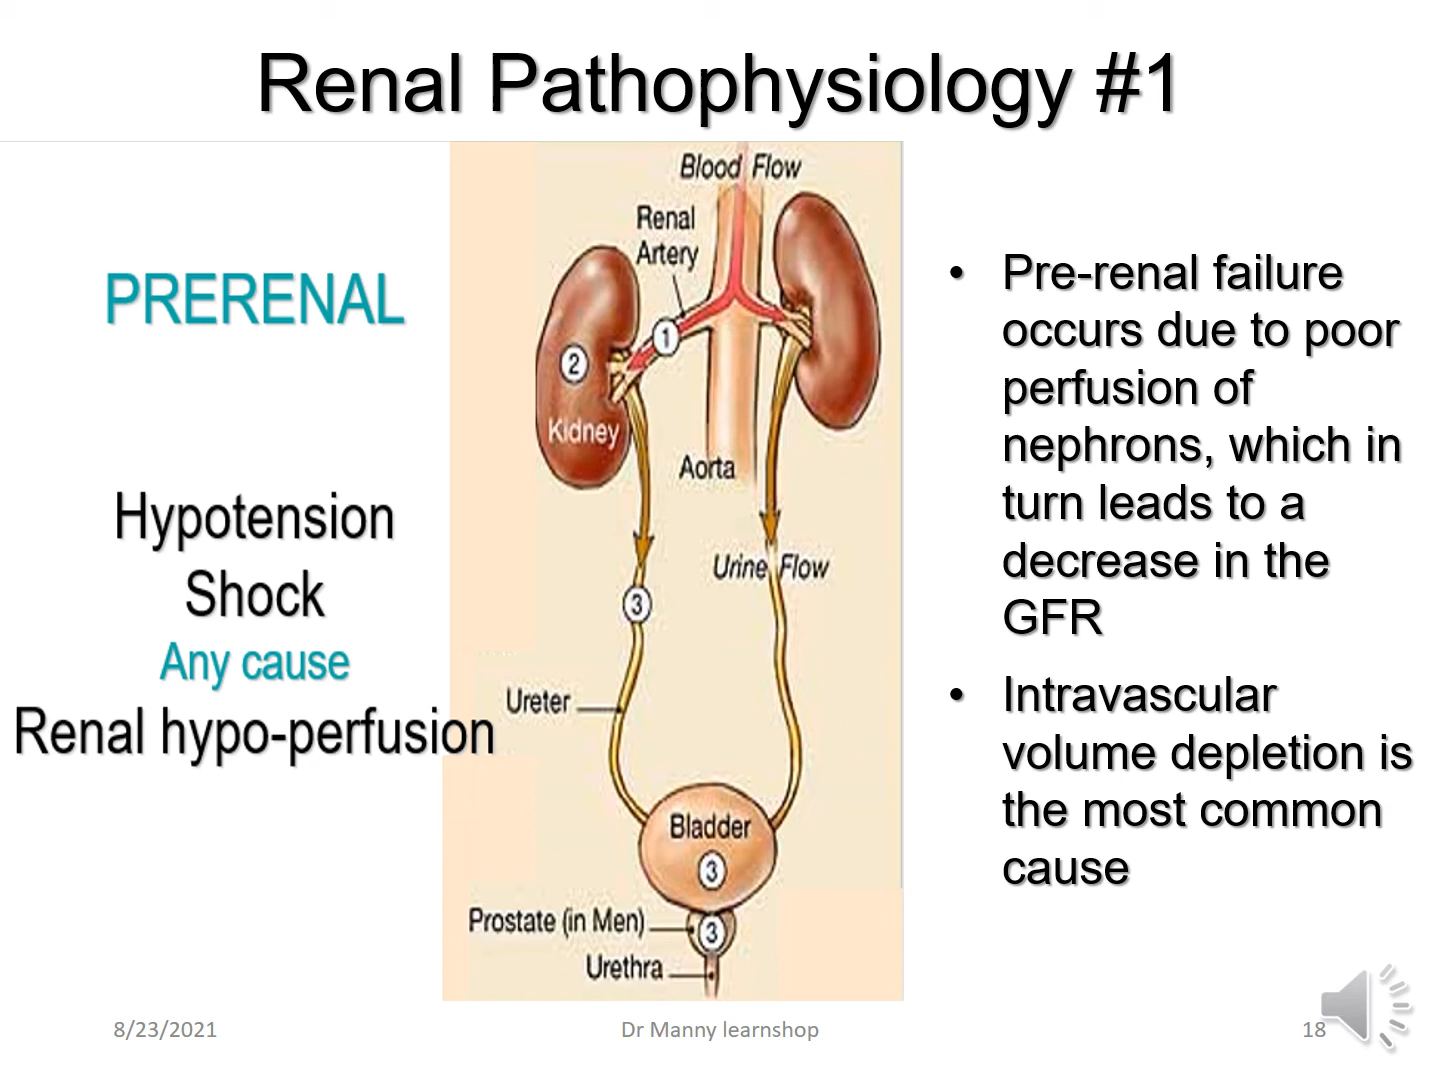 Renal Pathophysiology #1
PRERENAL
Hypotension
Shock
Any cause
Renal hypo-perfusion
Blood Flow
Renal
Artery
1
2
Kidney
Aorta
Urine Flow
3
Ureter
Bladder
3
Prostate (in Men)
3
Urethra
• Pre-renal failure
occurs due to poor
perfusion of
nephrons, which in
turn leads to a
decrease in the
GFR
• Intravascular
volume depletion is
the most common
cause
8/23/2021
Dr Manny learnshop
18